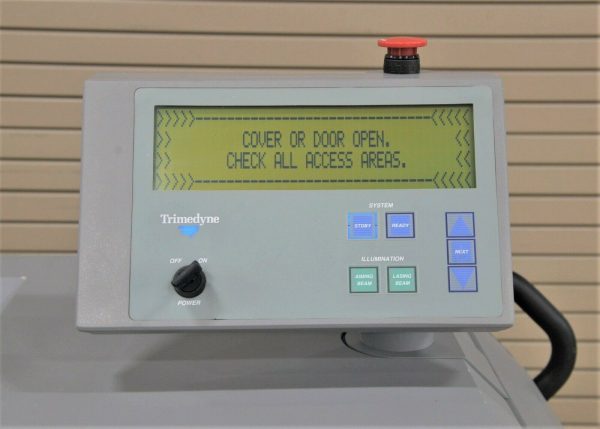 COVER OR DOOR OPEN.
CHECK ALL ACCESS AREAS.
Trimedyne
SYSTEM
STDBY
READY
NEXT
OFF
ON
POWER
ILLUMINATION
AIMING
BEAM
LASING
BEAM